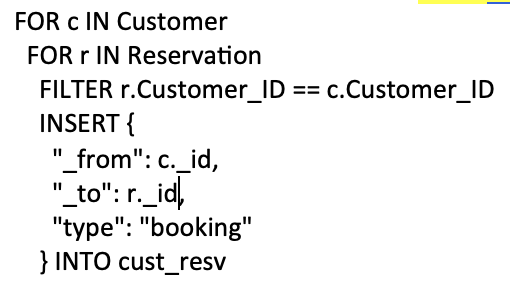 FOR c IN Customer
FOR r IN Reservation
FILTER r.Customer_ID == c.Customer_ID
INSERT {
"_from": c._id,
"_to": r._id,
"type": "booking"
} INTO cust_resv